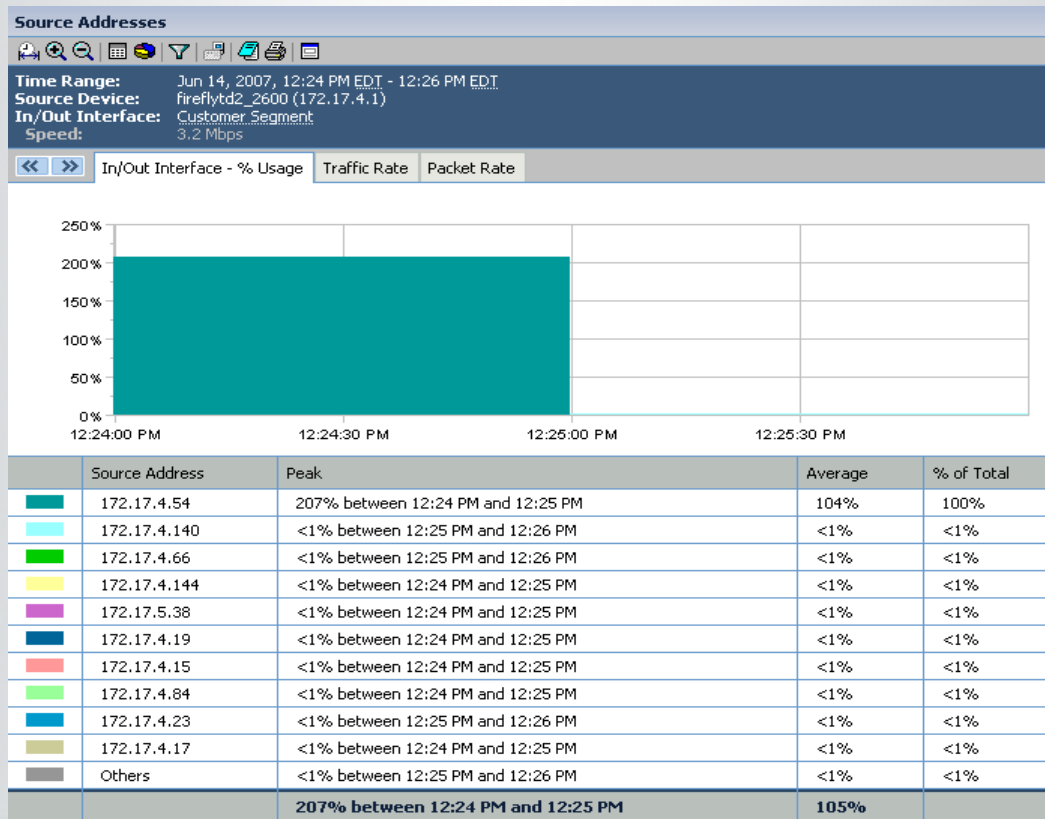 Source Addresses
Time Range: Jun 14, 2007, 12:24 PM EDT - 12:26 PM EDT
Source Device: fireflytd2_2600 (172.17.4.1)
In/Out Interface: Customer Segment
Speed: 3.2 Mbps
In/Out Interface - % Usage Traffic Rate Packet Rate
250%
200%
150%
100%
50%
0%
12:24:00 PM 12:24:30 PM 12:25:00 PM 12:25:30 PM
Source Address Peak Average % of Total
172.17.4.54 207% between 12:24 PM and 12:25 PM 104% 100%
172.17.4.140 <1% between 12:25 PM and 12:26 PM <1% <1%
172.17.4.66 <1% between 12:25 PM and 12:26 PM <1% <1%
172.17.4.144 <1% between 12:24 PM and 12:25 PM <1% <1%
172.17.5.38 <1% between 12:24 PM and 12:25 PM <1% <1%
172.17.4.19 <1% between 12:24 PM and 12:25 PM <1% <1%
172.17.4.15 <1% between 12:24 PM and 12:25 PM <1% <1%
172.17.4.84 <1% between 12:24 PM and 12:25 PM <1% <1%
172.17.4.23 <1% between 12:25 PM and 12:26 PM <1% <1%
172.17.4.17 <1% between 12:24 PM and 12:25 PM <1% <1%
Others <1% between 12:25 PM and 12:26 PM <1% <1%
207% between 12:24 PM and 12:25 PM 105%